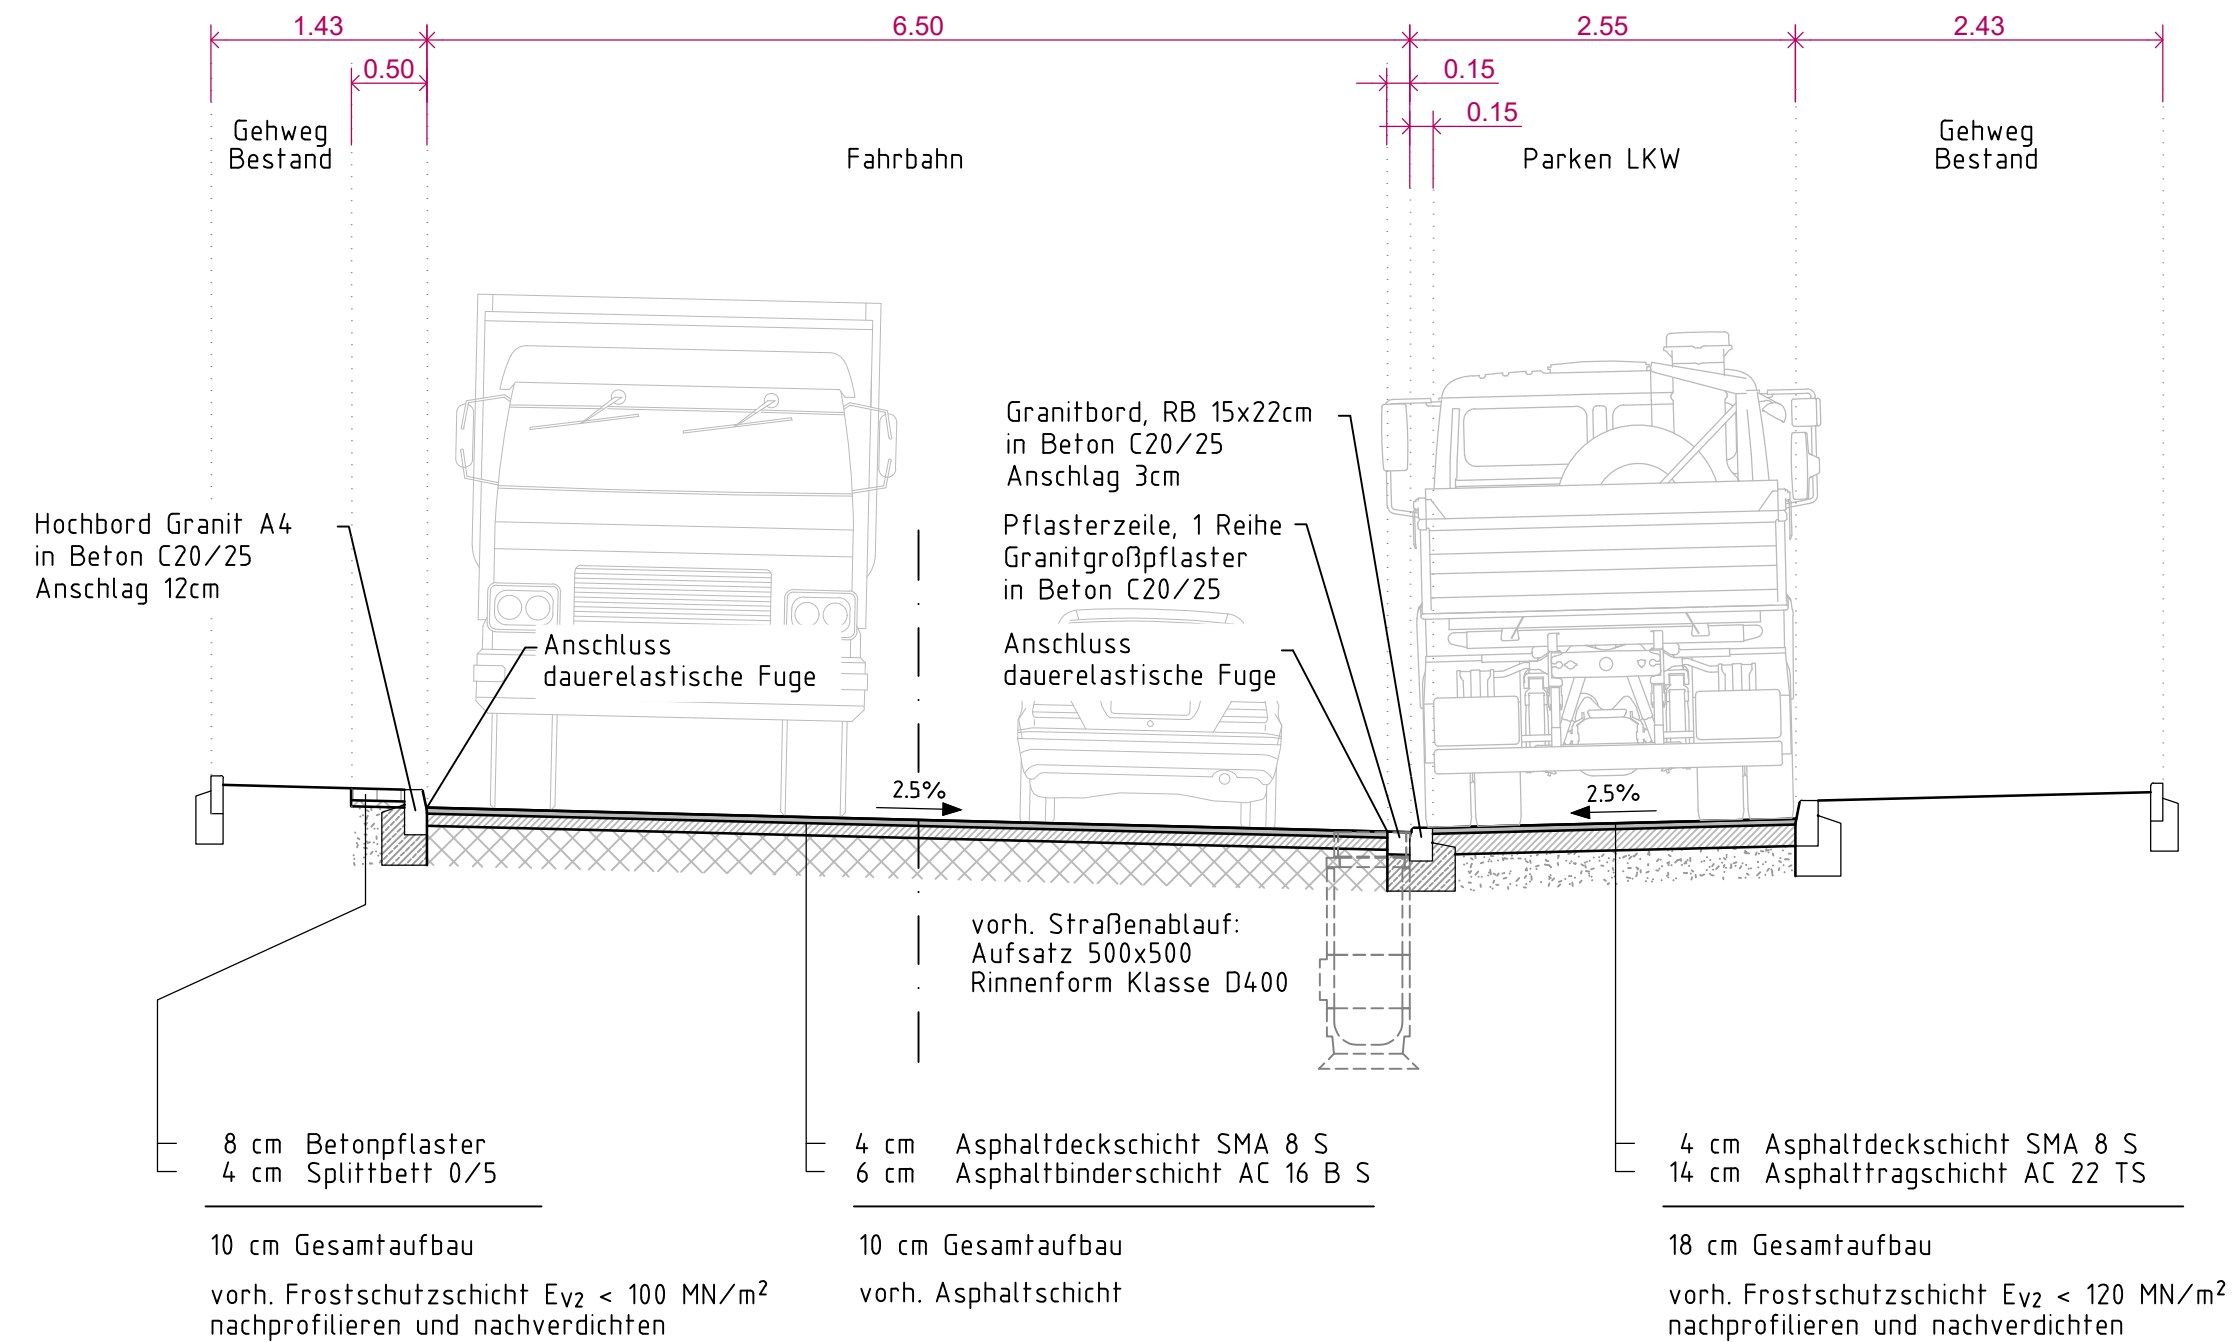 1.43
6.50
2.55
2.43
0.50
0.15
0.15
Gehweg
Bestand
Fahrbahn
Parken LKW
Gehweg
Bestand
Granitbord, RB 15x22cm
in Beton C20/25
Anschlag 3cm
Hochbord Granit A4
in Beton C20/25
Anschlag 12cm
Pflasterzeile, 1 Reihe
Granitgroßpflaster
in Beton C20/25
Anschluss
dauerelastische Fuge
Anschluss
dauerelastische Fuge
2.5%
2.5%
vorh. Straßenablauf:
Aufsatz 500x500
Rinnenform Klasse D400
8 cm Betonpflaster
4 cm Splittbett 0/5
10 cm Gesamtaufbau
vorh. Frostschutzschicht Ev2 < 100 MN/m²
nachprofilieren und nachverdichten
4 cm Asphaltdeckschicht SMA 8 S
6 cm Asphaltbinderschicht AC 16 B S
10 cm Gesamtaufbau
vorh. Asphaltschicht
4 cm Asphaltdeckschicht SMA 8 S
14 cm Asphalttragschicht AC 22 TS
18 cm Gesamtaufbau
vorh. Frostschutzschicht Ev2 < 120 MN/m²
nachprofilieren und nachverdichten